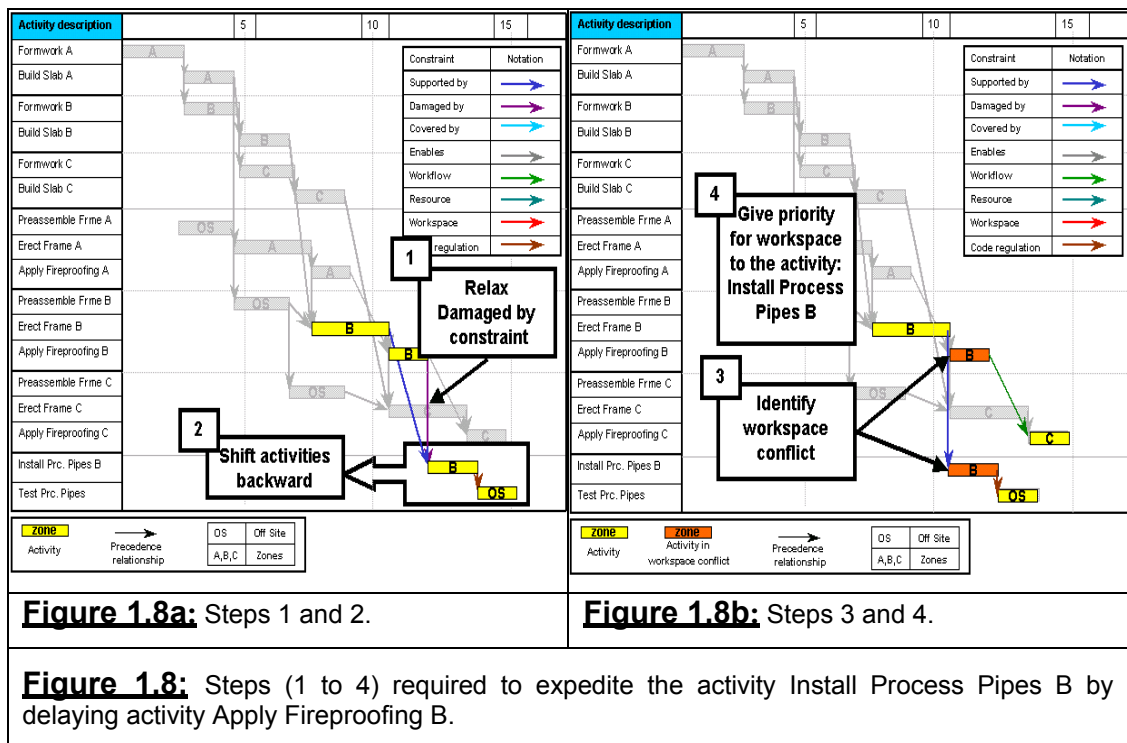 Activity description
5
10
15
Formwork A
Build Slab A
Formwork B
Build Slab B
Formwork C
Build Slab C
Preassemble Frme A
Erect Frame A
Apply Fireproofing A
Preassemble Frme B
Erect Frame B
Apply Fireproofing B
Preassemble Frme C
Erect Frame C
Apply Fireproofing C
Install Prc. Pipes B
Test Prc. Pipes
A
A
B
B
C
C
OS
A
A
OS
B
B
OS
C
C
B
OS
Constraint Notation
Supported by
Damaged by
Covered by
Enables
Workflow
Resource
Workspace
regulation
1
Relax
Damaged by
constraint
2
Shift activities
backward
zone
Activity
Precedence
relationship
OS Off Site
A,B,C Zones
Activity description
5
10
15
Formwork A
Build Slab A
Formwork B
Build Slab B
Formwork C
Build Slab C
Preassemble Frme A
Erect Frame A
Apply Fireproofing A
Preassemble Frme B
Erect Frame B
Apply Fireproofing B
Preassemble Frme C
Erect Frame C
Apply Fireproofing C
Install Prc. Pipes B
Test Prc. Pipes
A
A
B
B
C
C
A
B
B
OS
C
C
B
OS
Constraint Notation
Supported by
Damaged by
Covered by
Enables
Workflow
Resource
Workspace
Code regulation
4
Give priority
for workspace
to the activity:
Install Process
Pipes B
3
Identify
workspace
conflict
zone
Activity
zone
Activity in
workspace conflict
Precedence
relationship
OS Off Site
A,B,C Zones
Figure 1.8a: Steps 1 and 2.
Figure 1.8b: Steps 3 and 4.
Figure 1.8: Steps (1 to 4) required to expedite the activity Install Process Pipes B by
delaying activity Apply Fireproofing B.